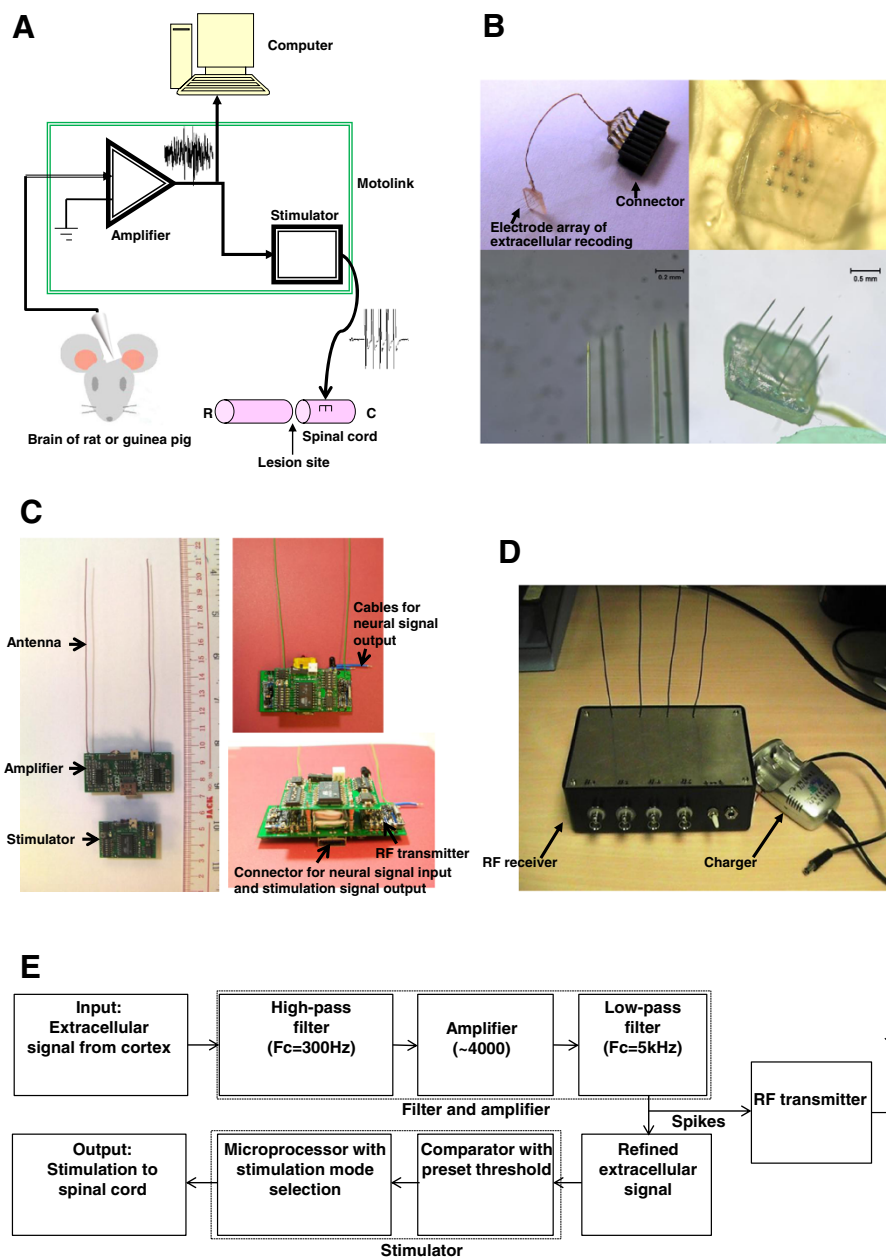 A
Computer
Motolink
Stimulator
Amplifier
Brain of rat or guinea pig
R
C
Spinal cord
Lesion site
B
Connector
Electrode array of
extracellular recoding
0.2 mm
0.5 mm
C
Antenna
Amplifier
Stimulator
Cables for
neural signal
output
RF transmitter
Connector for neural signal input
and stimulation signal output
D
RF receiver
Charger
E
Input:
Extracellular
signal from cortex
High-pass
filter
(Fc=300Hz)
Amplifier
(~4000)
Low-pass
filter
(Fc=5kHz)
Filter and amplifier
Spikes
RF transmitter
Output:
Stimulation to
spinal cord
Microprocessor with
stimulation mode
selection
Comparator with
preset threshold
Refined
extracellular
signal
Stimulator